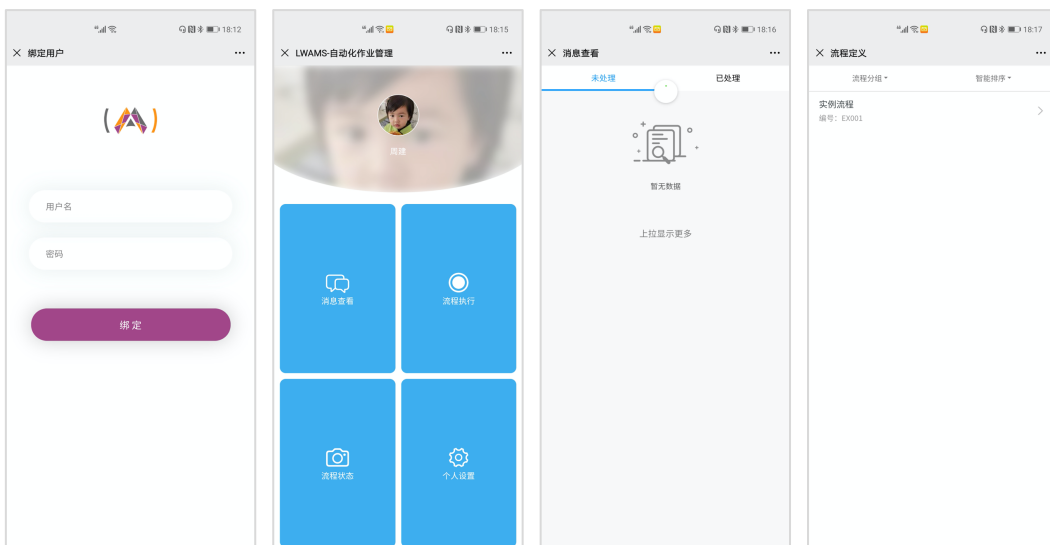 18:12
绑定用户
用户名
密码
绑 定
18:15
LWAMS-自动化作业管理
消息查看
流程执行
流程状态
个人设置
18:16
消息查看
未处理
已处理
暂无数据
上拉显示更多
18:17
流程定义
流程分组
智能排序
实例流程
编号：EX001